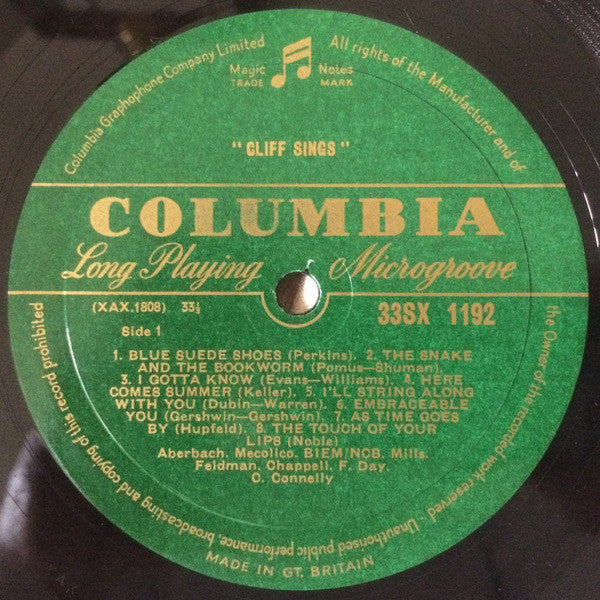 Columbia Graphophone Company Limited
All rights of the Manufacturer and of
the Owner of the recorded work reserved
Unauthorised public performance, broadcasting and copying of this record prohibited
Magic Notes
TRADE MARK
"CLIFF SINGS"
COLUMBIA
Long Playing Microgroove
(XAX.1808) 33⅓
33SX 1192
Side 1
1. BLUE SUEDE SHOES (Perkins). 2. THE SNAKE
AND THE BOOKWORM (Pomus—Shuman).
3. I GOTTA KNOW (Evans—Williams). 4. HERE
COMES SUMMER (Keller). 5. I'LL STRING ALONG
WITH YOU (Dubin—Warren). 6. EMBRACEABLE
YOU (Gershwin—Gershwin). 7. AS TIME GOES
BY (Hupfeld). 8. THE TOUCH OF YOUR
LIPS (Noble)
Aberbach. Mecolico. BIEM/NCB. Mills.
Feldman. Chappell. F. Day.
C. Connelly
MADE IN GT. BRITAIN